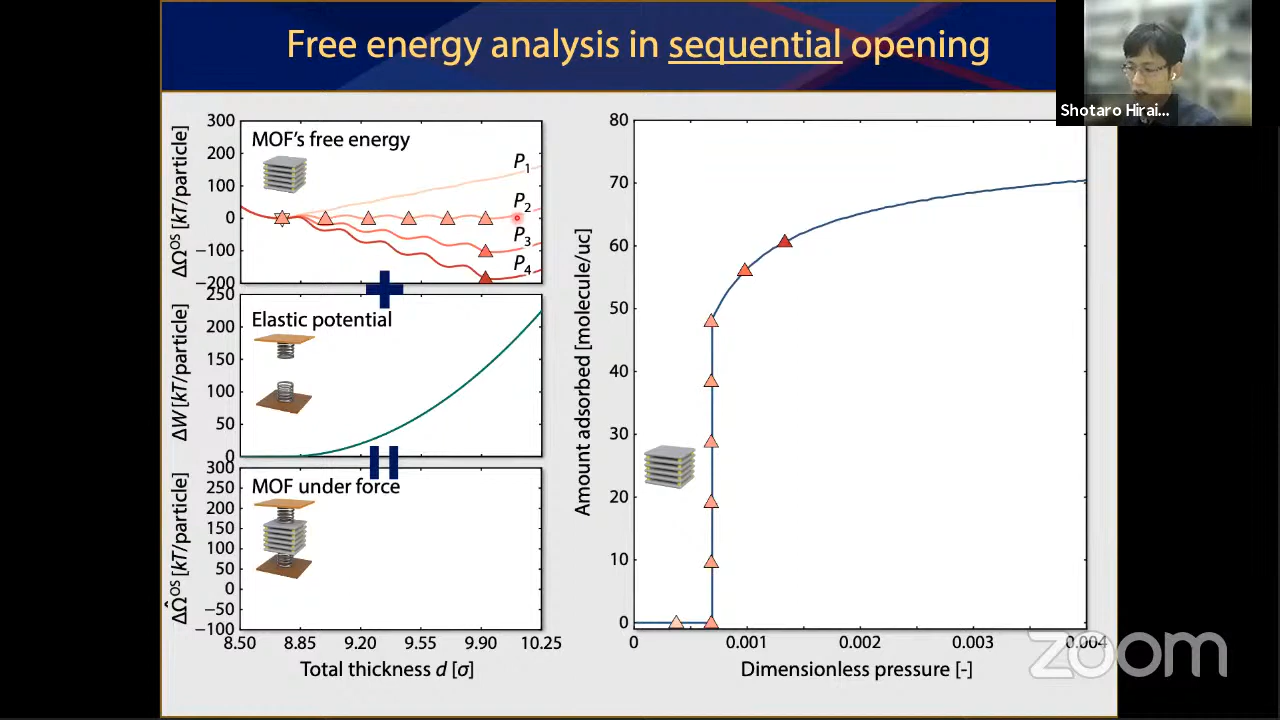 Free energy analysis in sequential opening
Shotaro Hirai...
300
200
100
0
−100
−200
ΔΩᴼˢ [kT/particle]
MOF's free energy
P₁
P₂
P₃
P₄
250
200
150
100
50
0
ΔW [kT/particle]
Elastic potential
300
250
200
150
100
50
0
−50
−100
ΔΩ̂ᴼˢ [kT/particle]
MOF under force
8.50 8.85 9.20 9.55 9.90 10.25
Total thickness d [σ]
80
70
60
50
40
30
20
10
0
Amount adsorbed [molecule/uc]
0 0.001 0.002 0.003 0.004
Dimensionless pressure [-]
zoom